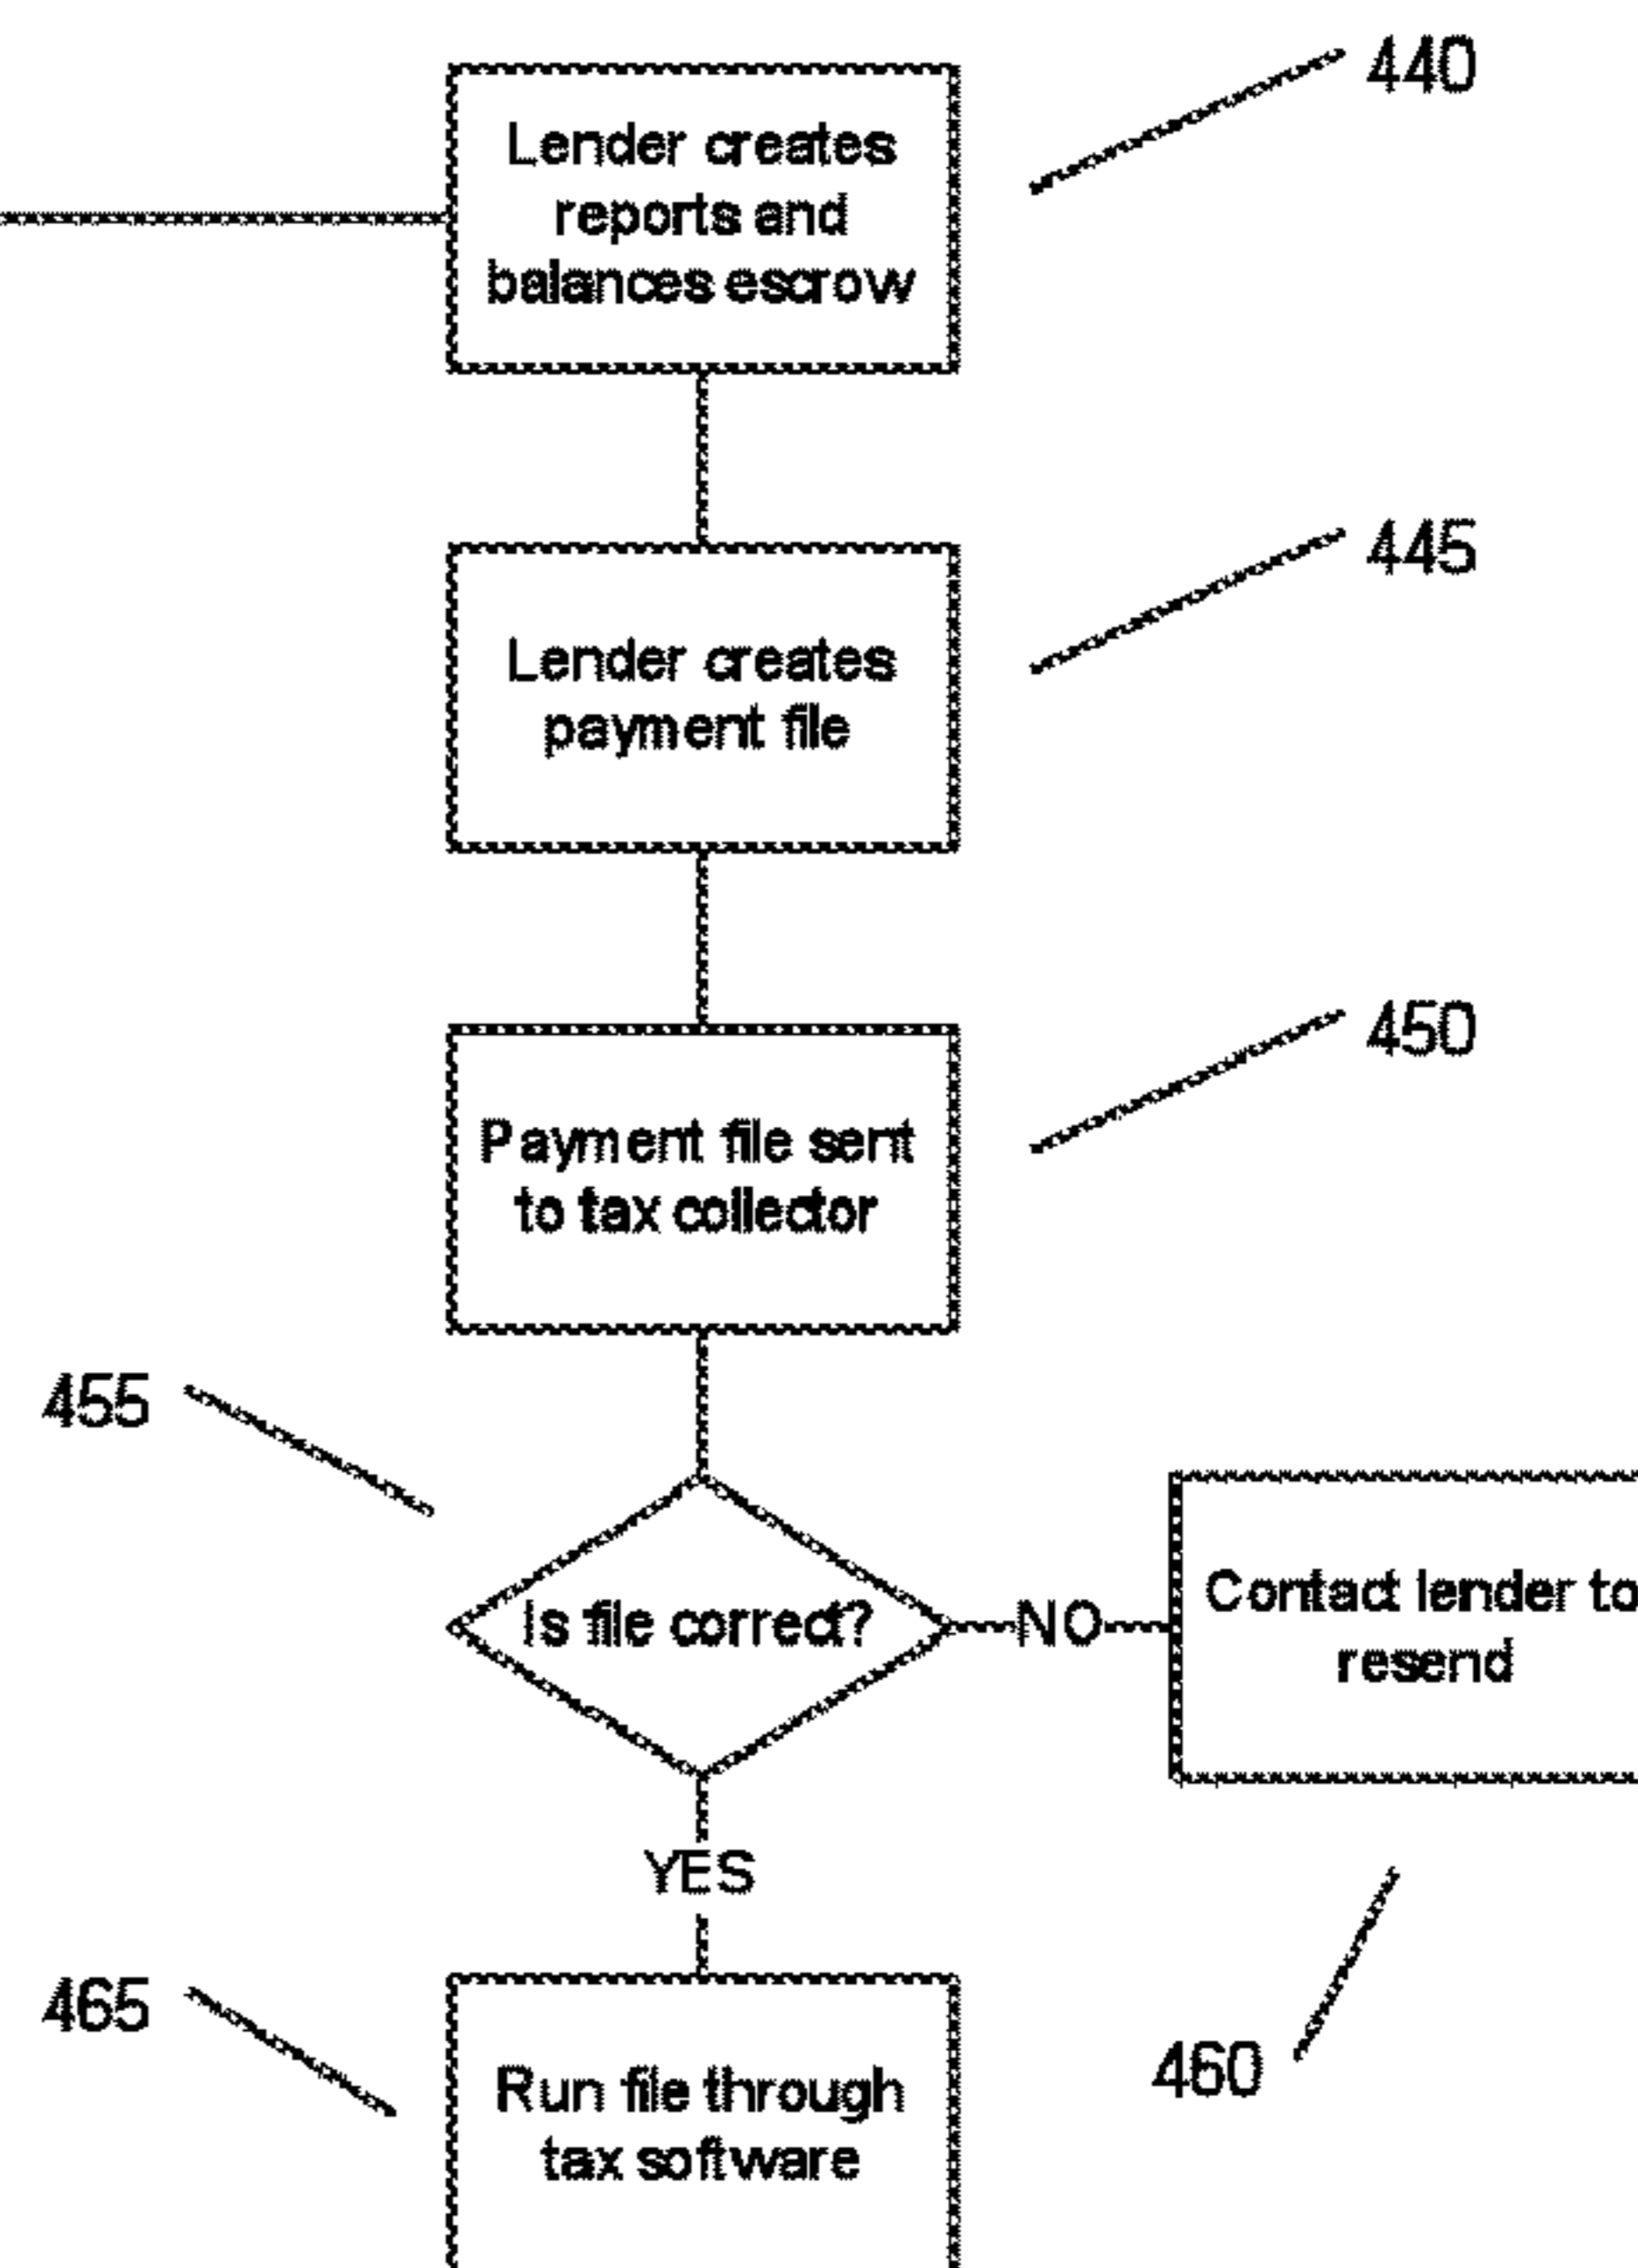 440
Lender creates
reports and
balances escrow
445
Lender creates
payment file
450
Payment file sent
to tax collector
455
Is file correct?
NO
Contact lender to
resend
YES
465
460
Run file through
tax software